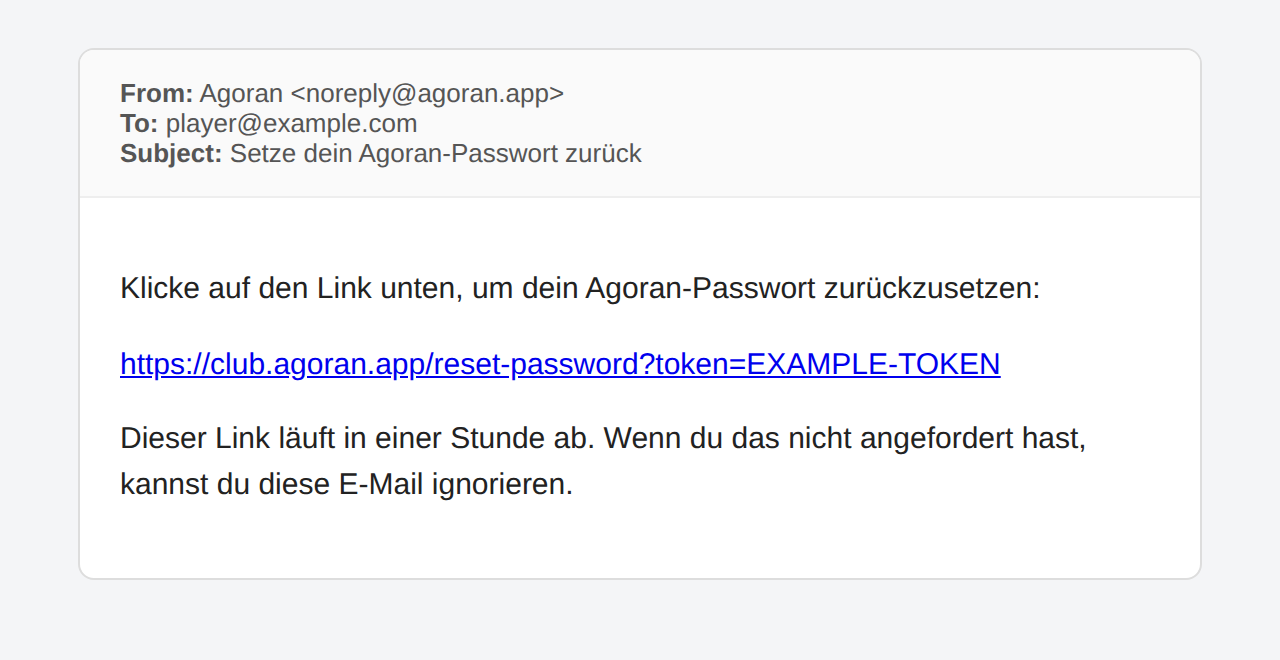 From: Agoran <noreply@agoran.app>
To: player@example.com
Subject: Setze dein Agoran-Passwort zurück
Klicke auf den Link unten, um dein Agoran-Passwort zurückzusetzen:
https://club.agoran.app/reset-password?token=EXAMPLE-TOKEN
Dieser Link läuft in einer Stunde ab. Wenn du das nicht angefordert hast,
kannst du diese E-Mail ignorieren.